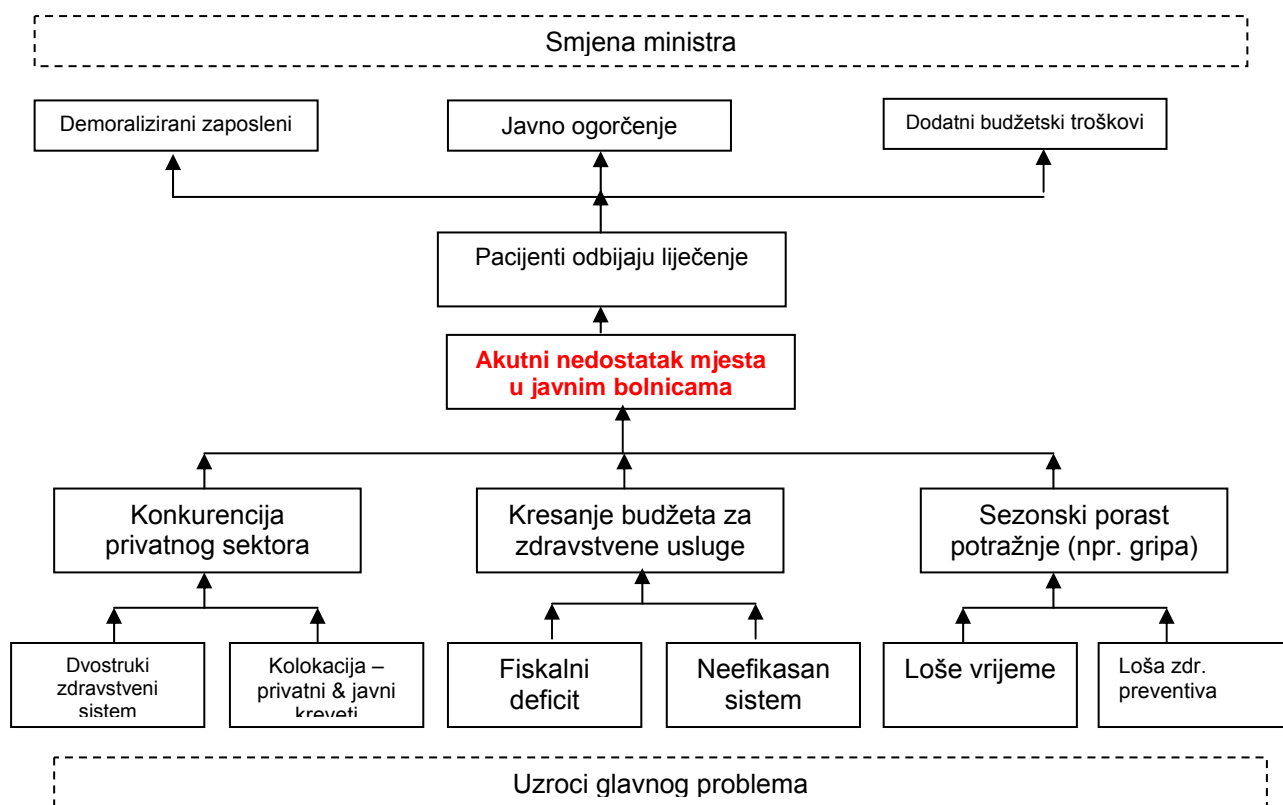 Smjena ministra
Demoralizirani zaposleni
Javno ogorčenje
Dodatni budžetski troškovi
Pacijenti odbijaju liječenje
Akutni nedostatak mjesta
u javnim bolnicama
Konkurencija
privatnog sektora
Kresanje budžeta za
zdravstvene usluge
Sezonski porast
potražnje (npr. gripa)
Dvostruki
zdravstveni
sistem
Kolokacija –
privatni & javni
kreveti
Fiskalni
deficit
Neefikasan
sistem
Loše vrijeme
Loša zdr.
preventiva
Uzroci glavnog problema